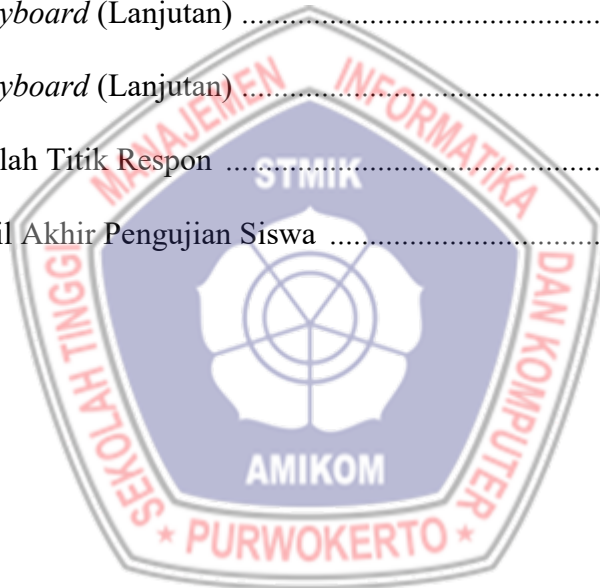 yboard (Lanjutan) ......................................................
yboard (Lanjutan) ......................................................
lah Titik Respon ......................................................
il Akhir Pengujian Siswa ..........................................
SEKOLAH TINGGI MANAJEMEN INFORMATIKA DAN KOMPUTER
STMIK
AMIKOM
* PURWOKERTO *